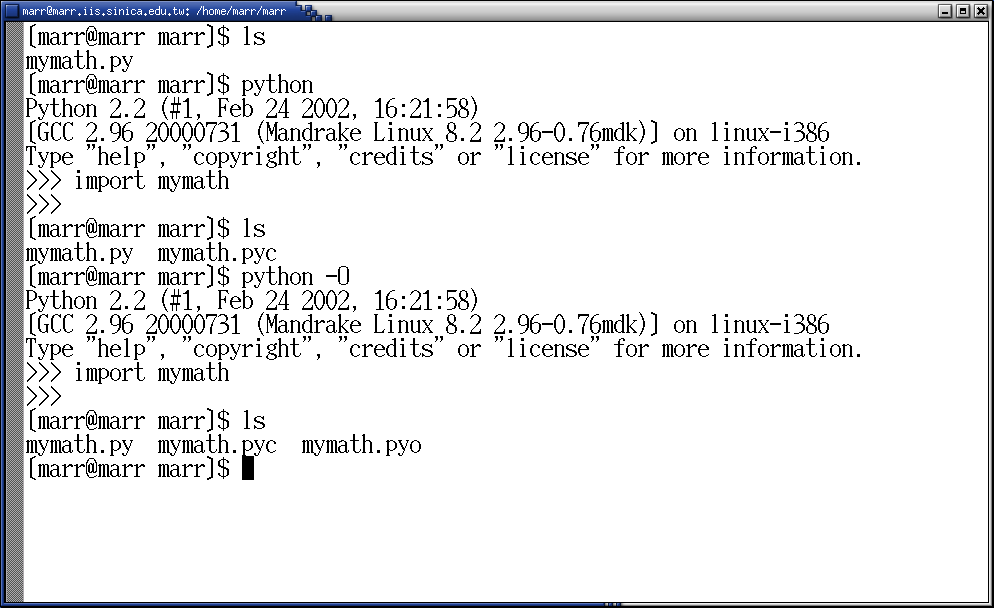 marr@marr.iis.sinica.edu.tw: /home/marr/marr
[marr@marr marr]$ ls
mymath.py
[marr@marr marr]$ python
Python 2.2 (#1, Feb 24 2002, 16:21:58)
[GCC 2.96 20000731 (Mandrake Linux 8.2 2.96-0.76mdk)] on linux-i386
Type "help", "copyright", "credits" or "license" for more information.
>>> import mymath
>>>
[marr@marr marr]$ ls
mymath.py  mymath.pyc
[marr@marr marr]$ python -O
Python 2.2 (#1, Feb 24 2002, 16:21:58)
[GCC 2.96 20000731 (Mandrake Linux 8.2 2.96-0.76mdk)] on linux-i386
Type "help", "copyright", "credits" or "license" for more information.
>>> import mymath
>>>
[marr@marr marr]$ ls
mymath.py  mymath.pyc  mymath.pyo
[marr@marr marr]$